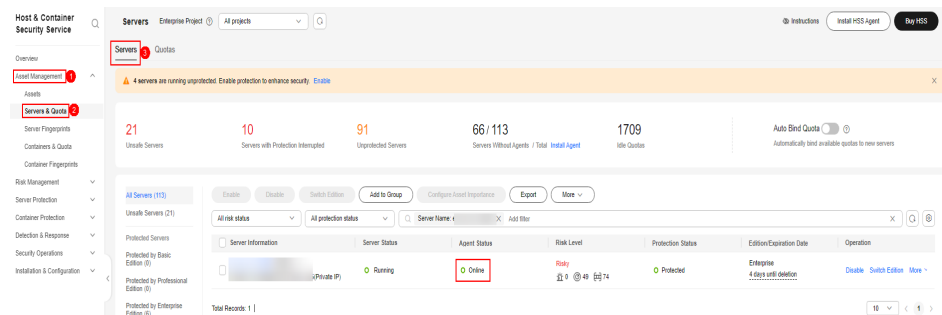 Host & Container
Security Service
Overview
Asset Management 1
Assets
Servers & Quota 2
Server Fingerprints
Containers & Quota
Container Fingerprints
Risk Management
Server Protection
Container Protection
Detection & Response
Security Operations
Installation & Configuration
Servers Enterprise Project All projects Instructions Install HSS Agent Buy HSS
Servers 3 Quotas
4 servers are running unprotected. Enable protection to enhance security. Enable
21 10 91 66 / 113 1709 Auto Bind Quota
Unsafe Servers Servers with Protection Interrupted Unprotected Servers Servers Without Agents / Total Install Agent Idle Quotas Automatically bind available quotas to new servers
All Servers (113)
Unsafe Servers (21)
Protected Servers
Protected by Basic
Edition (0)
Protected by Professional
Edition (0)
Protected by Enterprise
Edition (6)
Enable Disable Switch Edition Add to Group Configure Asset Importance Export More
All risk status All protection status Server Name: e X Add filter X
Server Information Server Status Agent Status Risk Level Protection Status Edition/Expiration Date Operation
(Private IP) Running Online Risky Protected Enterprise Disable Switch Edition More
0 49 74 4 days until deletion
Total Records: 1 10 < 1 >